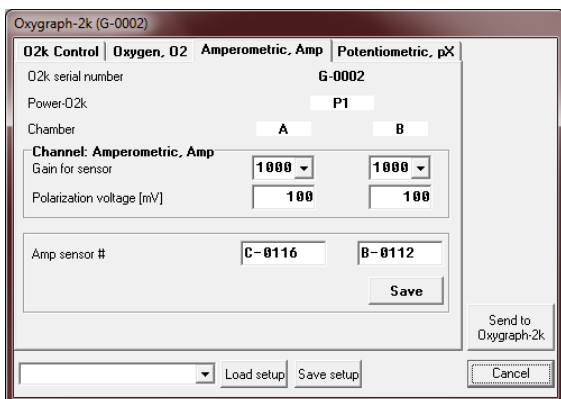 Oxygraph-2k (G-0002)
O2k Control Oxygen, O2 Amperometric, Amp Potentiometric, pX
O2k serial number G-0002
Power-O2k P1
Chamber A B
Channel: Amperometric, Amp
Gain for sensor 1000 1000
Polarization voltage [mV] 100 100
Amp sensor # C-0116 B-0112
Save
Send to
Oxygraph-2k
Load setup Save setup Cancel